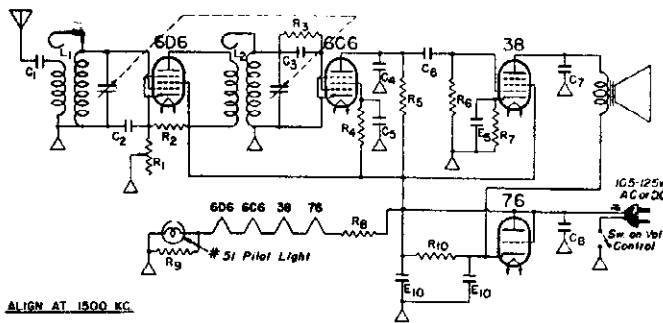 6D6
6C6
38
L1
L2
R3
C3
C1
C4
C6
C7
R5
R6
E5
R7
R4
C5
C2
R2
R1
105-125V
AC or DC
76
6D6 6C6 38 76
R8
# 51 Pilot Light
R9
R10
C8
Sw. on Vol
Control
E10
E10
ALIGN AT 1500 KC.